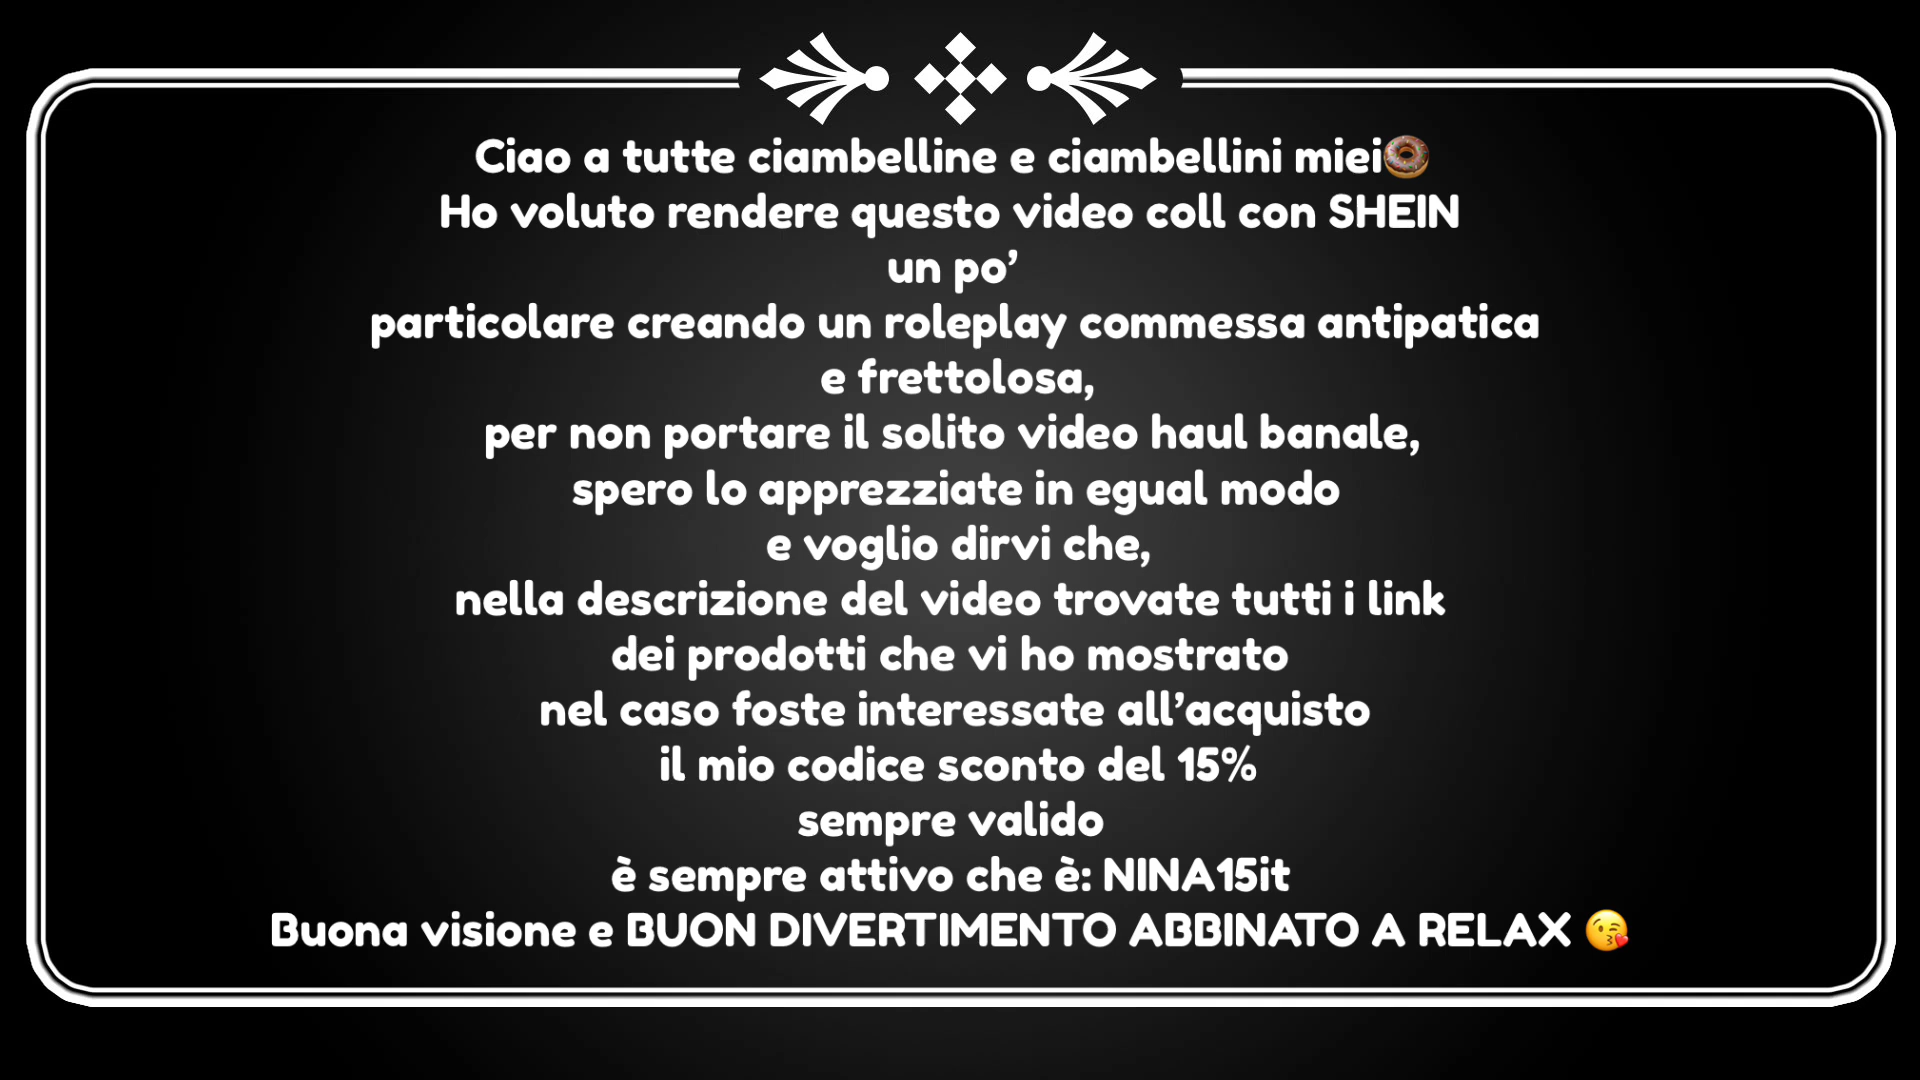 Ciao a tutte ciambelline e ciambellini miei🍩
Ho voluto rendere questo video coll con SHEIN
un po’
particolare creando un roleplay commessa antipatica
e frettolosa,
per non portare il solito video haul banale,
spero lo apprezziate in egual modo
e voglio dirvi che,
nella descrizione del video trovate tutti i link
dei prodotti che vi ho mostrato
nel caso foste interessate all’acquisto
il mio codice sconto del 15%
sempre valido
è sempre attivo che è: NINA15it
Buona visione e BUON DIVERTIMENTO ABBINATO A RELAX 😘